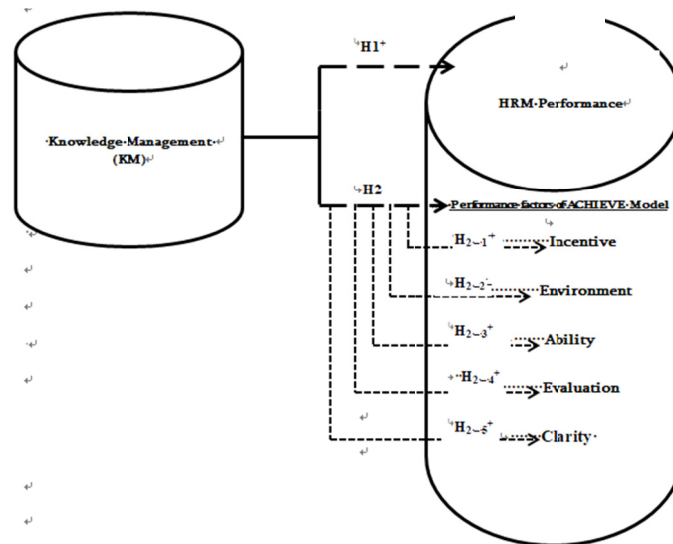 H1+
HRM·Performance
·Knowledge·Management·
(KM)
H2
·Performance·factors·of·ACHIEVE·Model
H2–1+ Incentive
H2–2- Environment
H2–3+ Ability
H2–4+ Evaluation
H2–5+ Clarity·